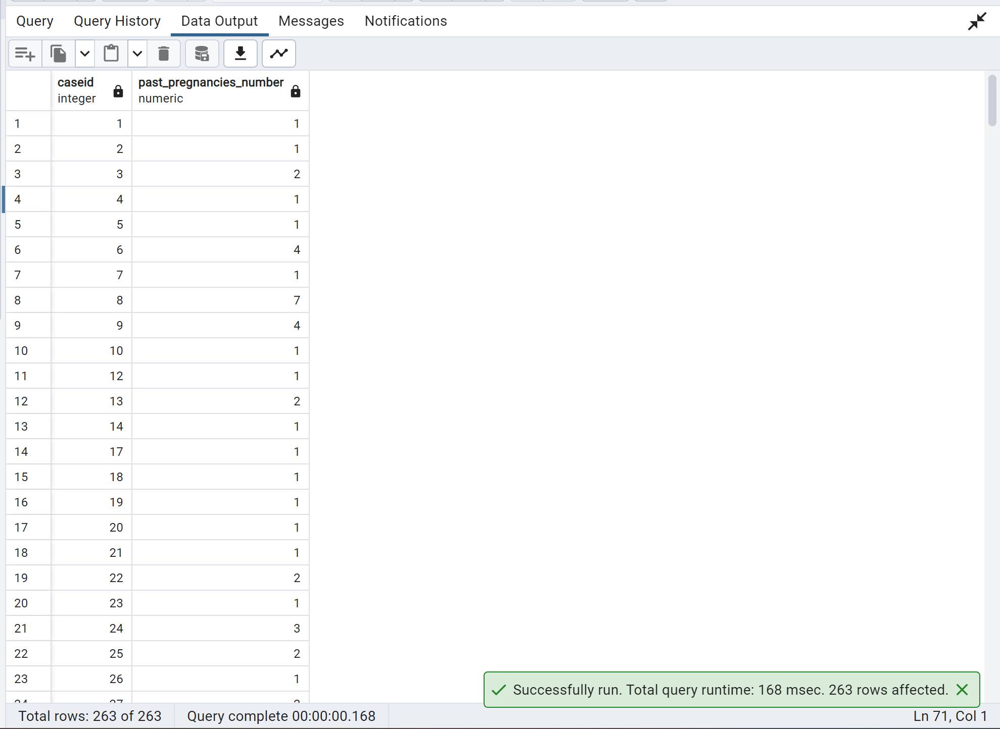 Query Query History Data Output Messages Notifications
caseid past_pregnancies_number
integer numeric
1 1 1
2 2 1
3 3 2
4 4 1
5 5 1
6 6 4
7 7 1
8 8 7
9 9 4
10 10 1
11 12 1
12 13 2
13 14 1
14 17 1
15 18 1
16 19 1
17 20 1
18 21 1
19 22 2
20 23 1
21 24 3
22 25 2
23 26 1
Successfully run. Total query runtime: 168 msec. 263 rows affected.
Total rows: 263 of 263 Query complete 00:00:00.168 Ln 71, Col 1